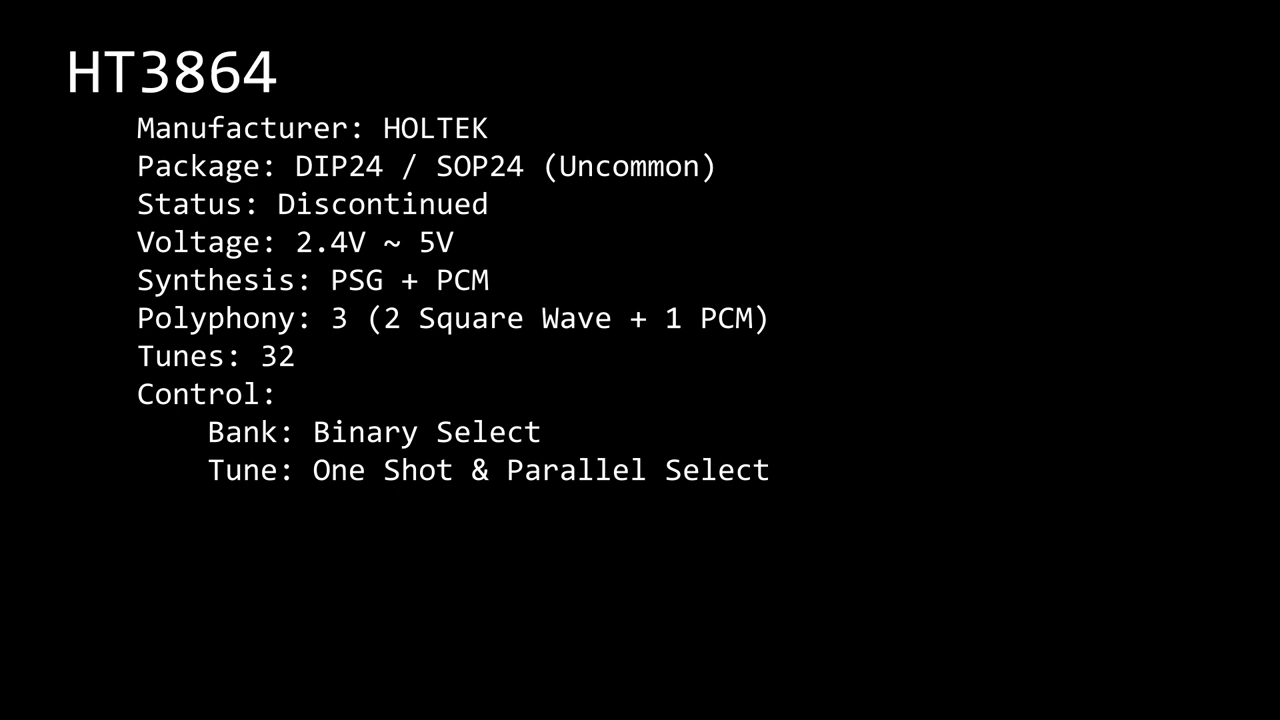 HT3864
Manufacturer: HOLTEK
Package: DIP24 / SOP24 (Uncommon)
Status: Discontinued
Voltage: 2.4V ~ 5V
Synthesis: PSG + PCM
Polyphony: 3 (2 Square Wave + 1 PCM)
Tunes: 32
Control:
Bank: Binary Select
Tune: One Shot & Parallel Select